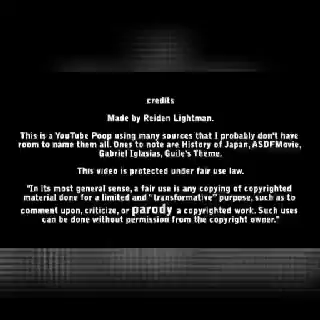 credits
Made by Reiden Lightman.
This is a YouTube Poop using many sources that I probably don't have
room to name them all. Ones to note are History of Japan, ASDFMovie,
Gabriel Iglasias, Guile's Theme.
This video is protected under fair use law.
"In its most general sense, a fair use is any copying of copyrighted
material done for a limited and "transformative" purpose, such as to
comment upon, criticize, or parody a copyrighted work. Such uses
can be done without permission from the copyright owner."